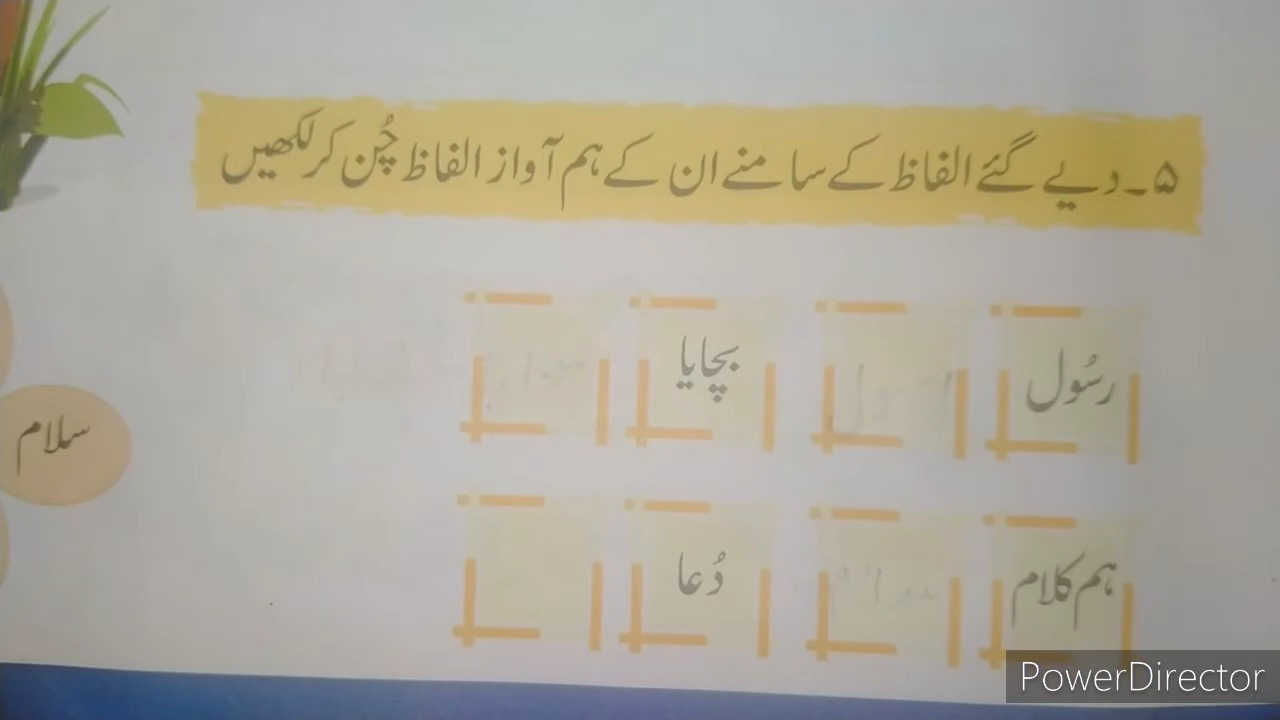 ۵۔ دیے گئے الفاظ کے سامنے ان کے ہم آواز الفاظ چُن کر لکھیں
رسُول بچایا
سلام
ہم کلام دُعا
PowerDirector